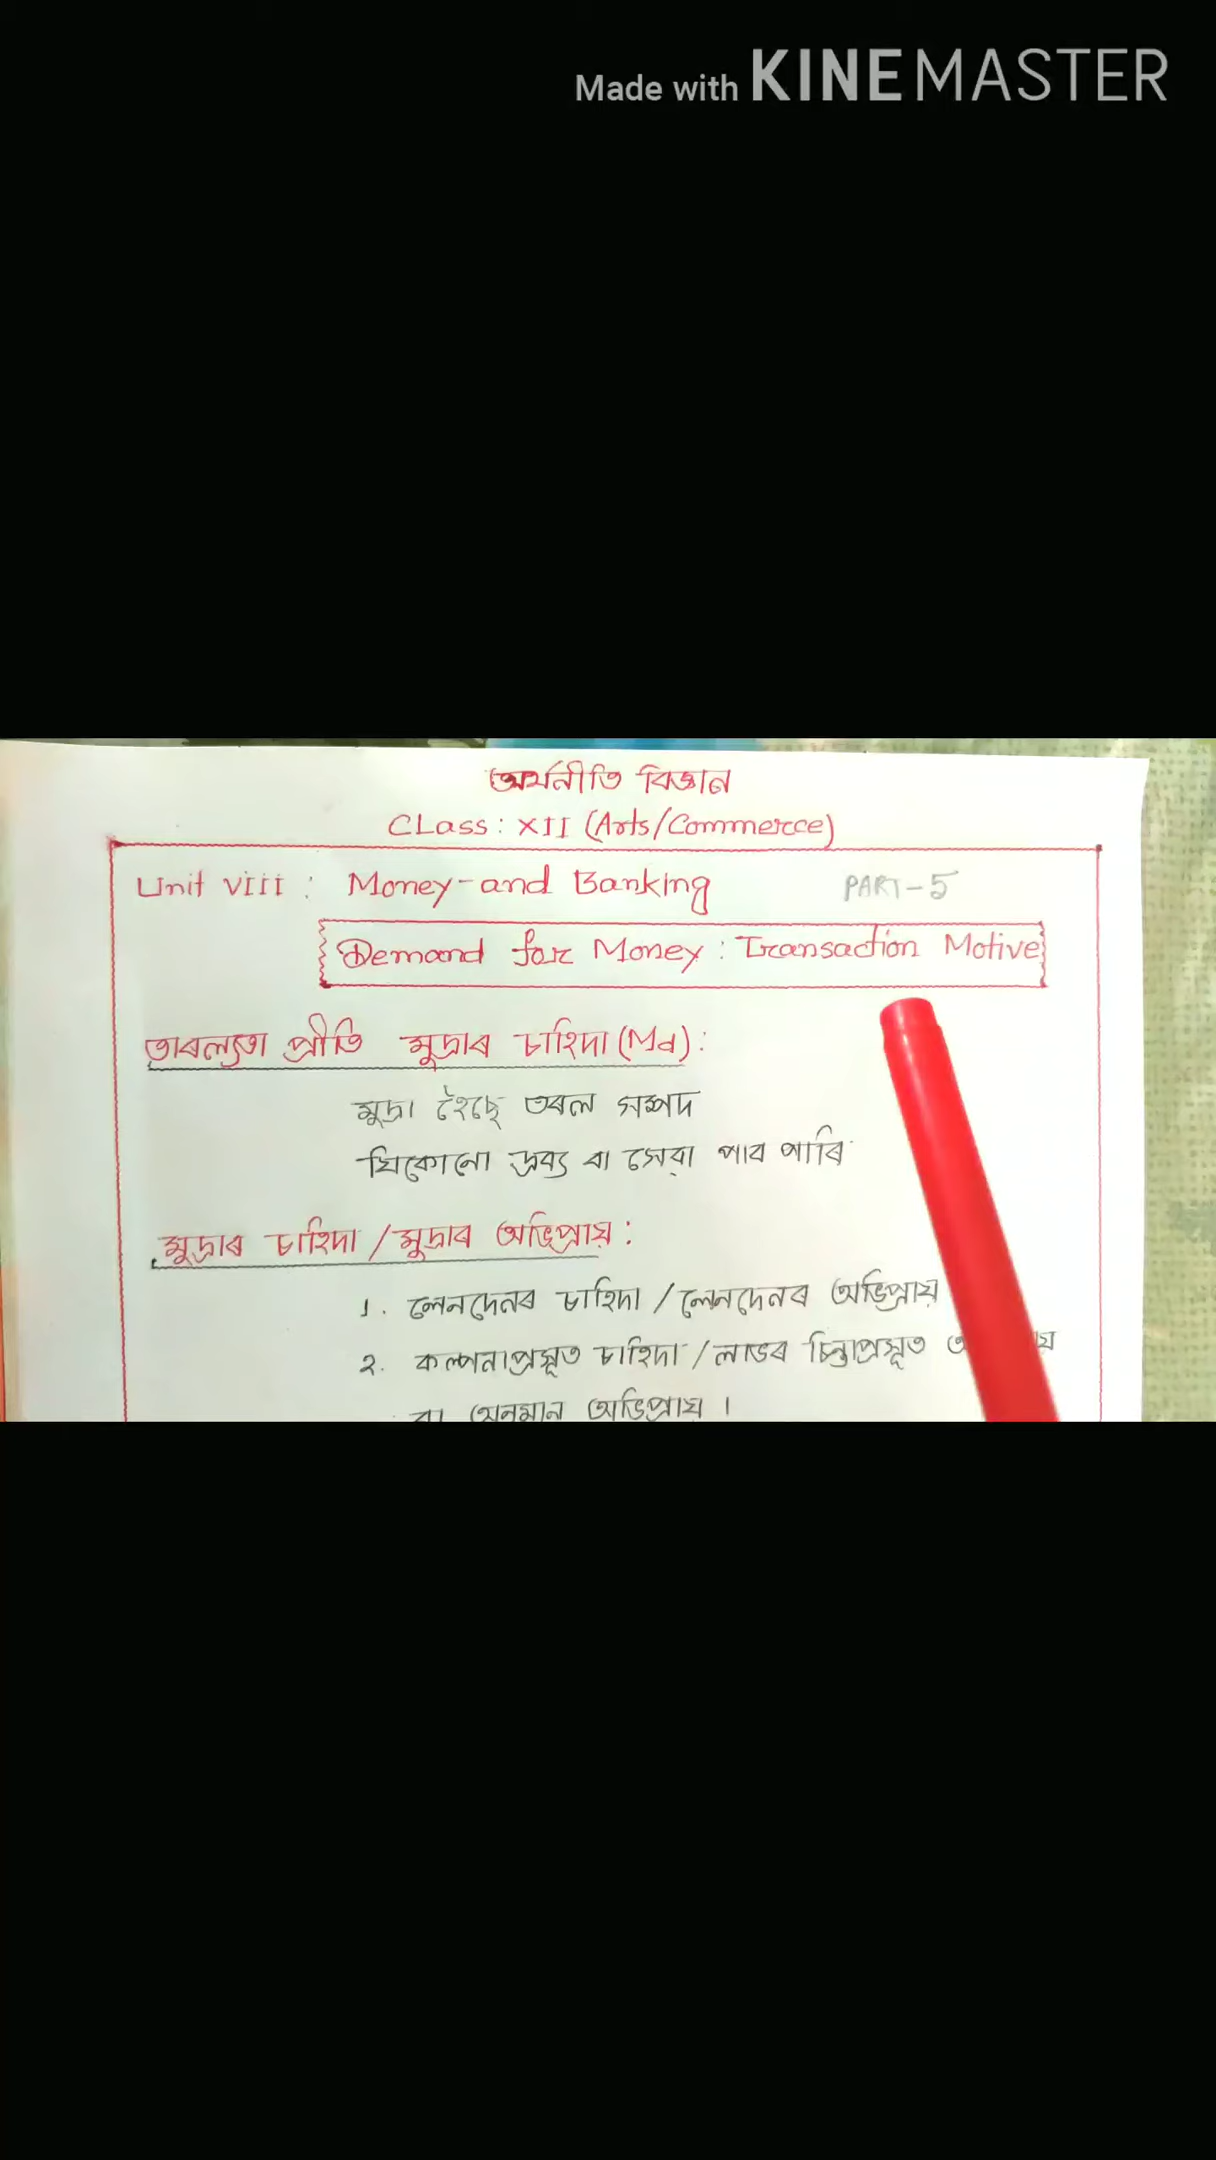 Made with KINEMASTER
অৰ্থনীতি বিজ্ঞান
CLass: XII (Arts/Commerce)
Unit VIII : Money-and Banking PART-5
Demand for Money : Transaction Motive
তাৰল্যতা প্ৰীতি মুদ্ৰাৰ চাহিদা (Md) :
মুদ্ৰা হৈছে তৰল সম্পদ
যিকোনো দ্ৰব্য বা সেৱা পাব পাৰি
মুদ্ৰাৰ চাহিদা / মুদ্ৰাৰ অভিপ্ৰায় :
১. লেনদেনৰ চাহিদা / লেনদেনৰ অভিপ্ৰায়
২. কল্পনাপ্ৰসূত চাহিদা / লাভৰ চিন্তাপ্ৰসূত
বা অনুমান অভিপ্ৰায় ।